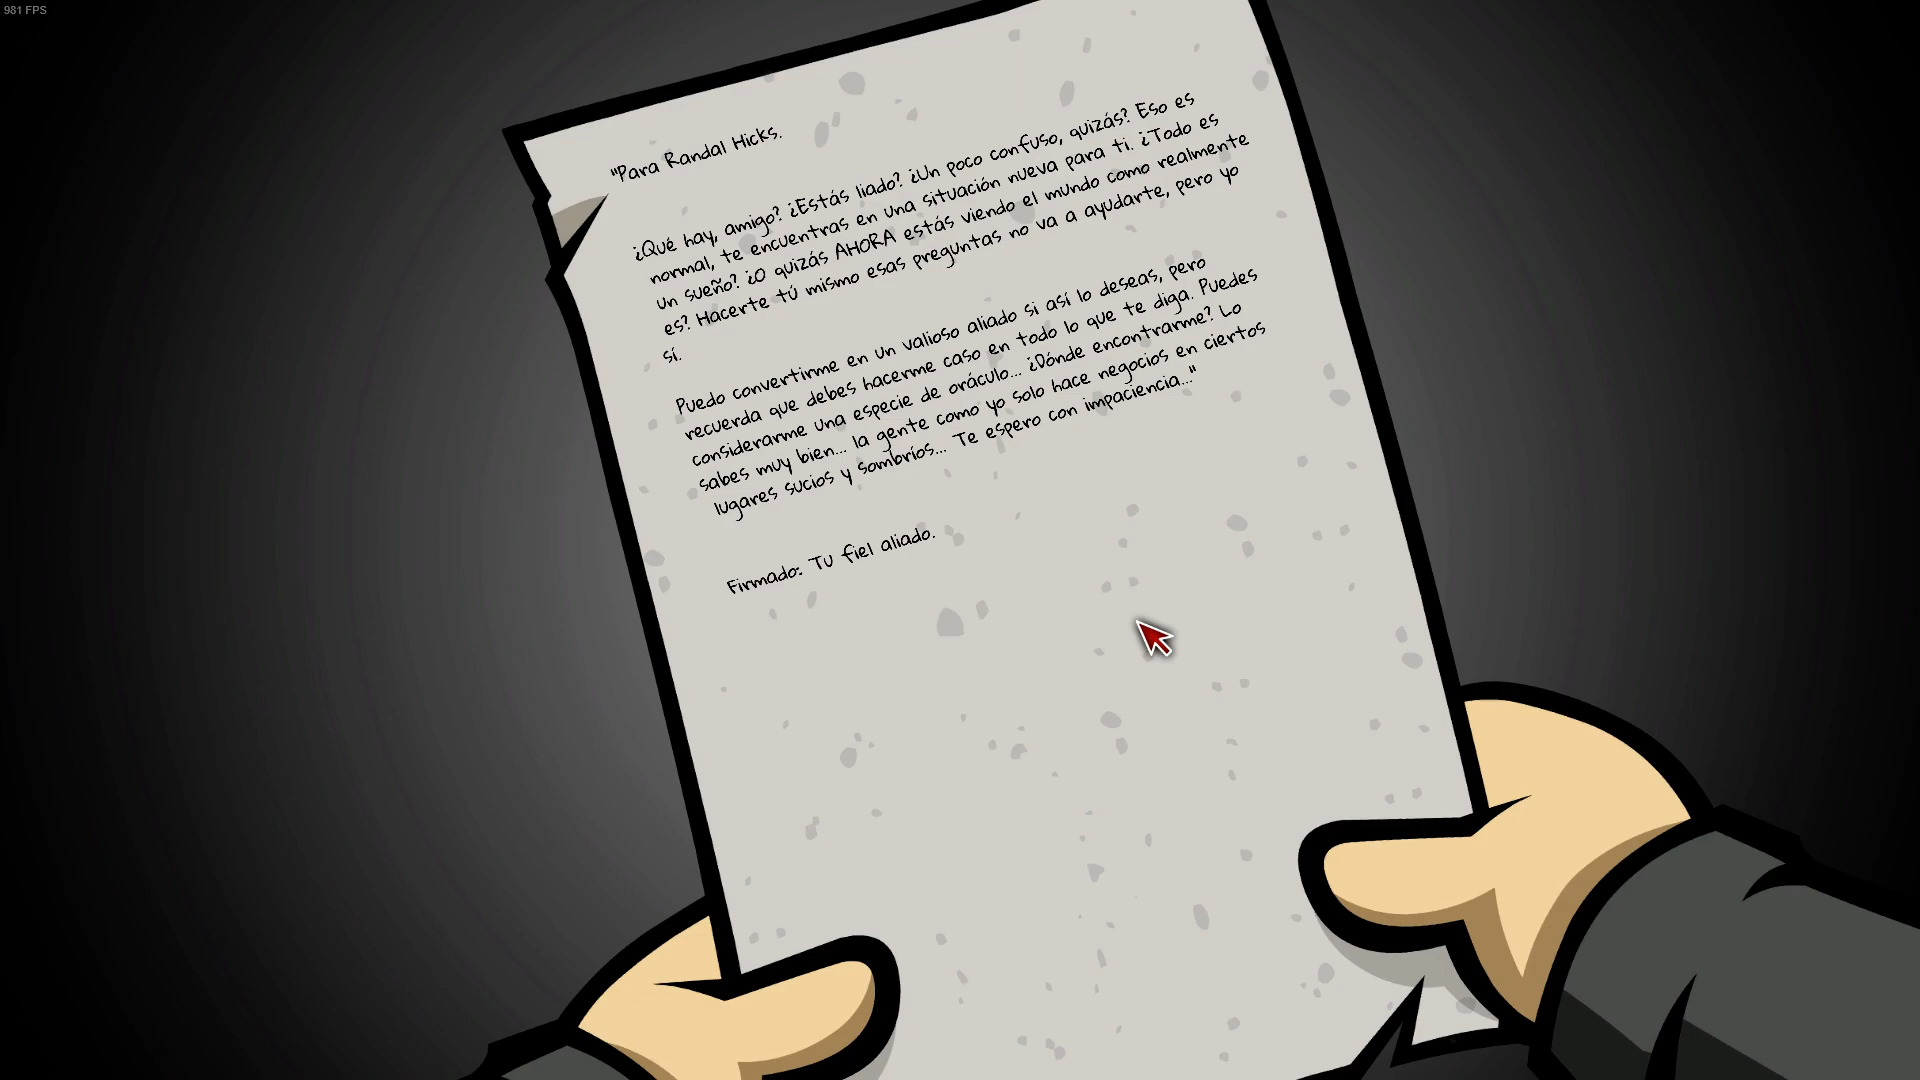 981 FPS
"Para Randal Hicks.
¿Qué hay, amigo? ¿Estás liado? ¿Un poco confuso, quizás? Eso es
normal, te encuentras en una situación nueva para ti. ¿Todo es
un sueño? ¿O quizás AHORA estás viendo el mundo como realmente
es? Hacerte tú mismo esas preguntas no va a ayudarte, pero yo
sí.
Puedo convertirme en un valioso aliado si así lo deseas, pero
recuerda que debes hacerme caso en todo lo que te diga. Puedes
considerarme una especie de oráculo... ¿Dónde encontrarme? Lo
sabes muy bien... la gente como yo solo hace negocios en ciertos
lugares sucios y sombríos... Te espero con impaciencia..."
Firmado: Tu fiel aliado.